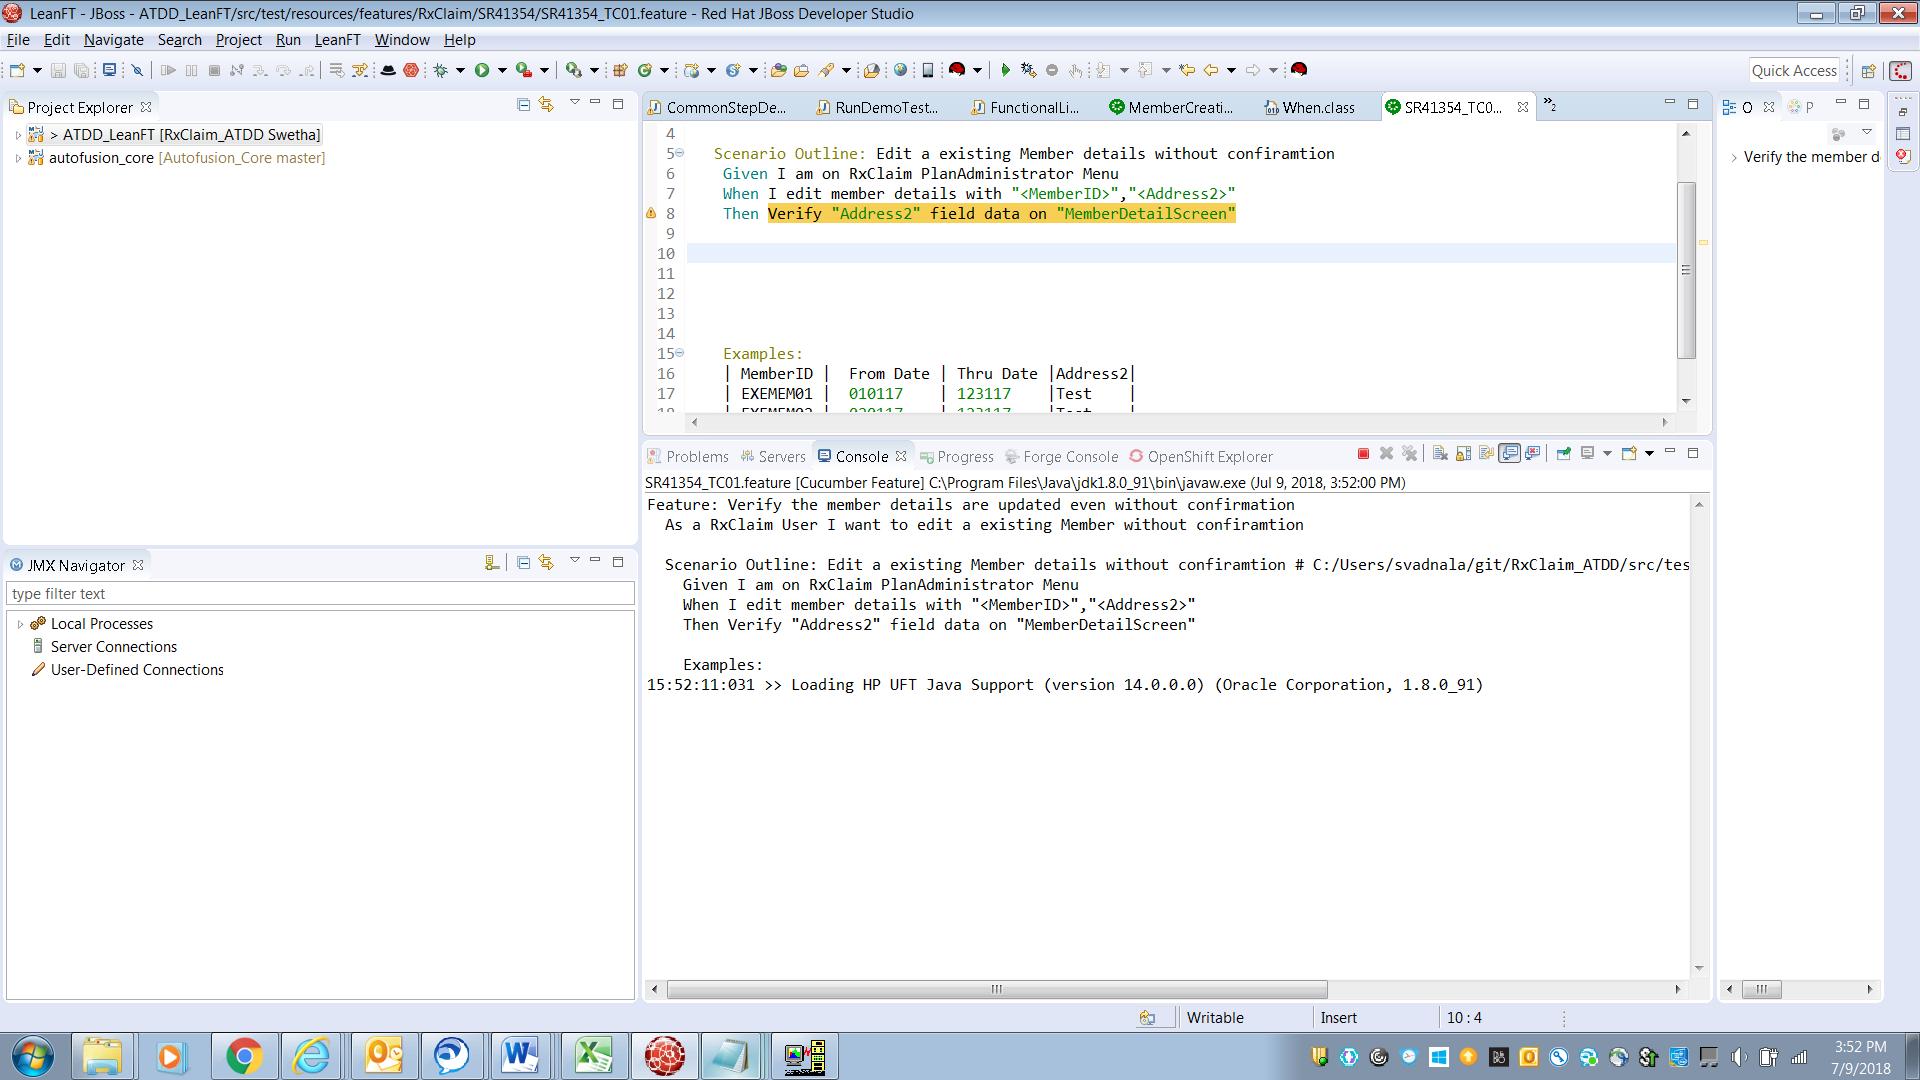 LeanFT - JBoss - ATDD_LeanFT/src/test/resources/features/RxClaim/SR41354/SR41354_TC01.feature - Red Hat JBoss Developer Studio
File Edit Navigate Search Project Run LeanFT Window Help
Quick Access
Project Explorer
> ATDD_LeanFT [RxClaim_ATDD Swetha]
autofusion_core [Autofusion_Core master]
JMX Navigator
type filter text
Local Processes
Server Connections
User-Defined Connections
CommonStepDe... RunDemoTest... FunctionalLi... MemberCreati... When.class SR41354_TC0... »2
4
5 Scenario Outline: Edit a existing Member details without confiramtion
6 Given I am on RxClaim PlanAdministrator Menu
7 When I edit member details with "<MemberID>","<Address2>"
8 Then Verify "Address2" field data on "MemberDetailScreen"
9
10
11
12
13
14
15 Examples:
16 | MemberID | From Date | Thru Date |Address2|
17 | EXEMEM01 | 010117 | 123117 |Test |
Problems Servers Console Progress Forge Console OpenShift Explorer
SR41354_TC01.feature [Cucumber Feature] C:\Program Files\Java\jdk1.8.0_91\bin\javaw.exe (Jul 9, 2018, 3:52:00 PM)
Feature: Verify the member details are updated even without confirmation
As a RxClaim User I want to edit a existing Member without confiramtion
Scenario Outline: Edit a existing Member details without confiramtion # C:/Users/svadnala/git/RxClaim_ATDD/src/tes
Given I am on RxClaim PlanAdministrator Menu
When I edit member details with "<MemberID>","<Address2>"
Then Verify "Address2" field data on "MemberDetailScreen"
Examples:
15:52:11:031 >> Loading HP UFT Java Support (version 14.0.0.0) (Oracle Corporation, 1.8.0_91)
O P
Verify the member d
Writable Insert 10 : 4
3:52 PM
7/9/2018